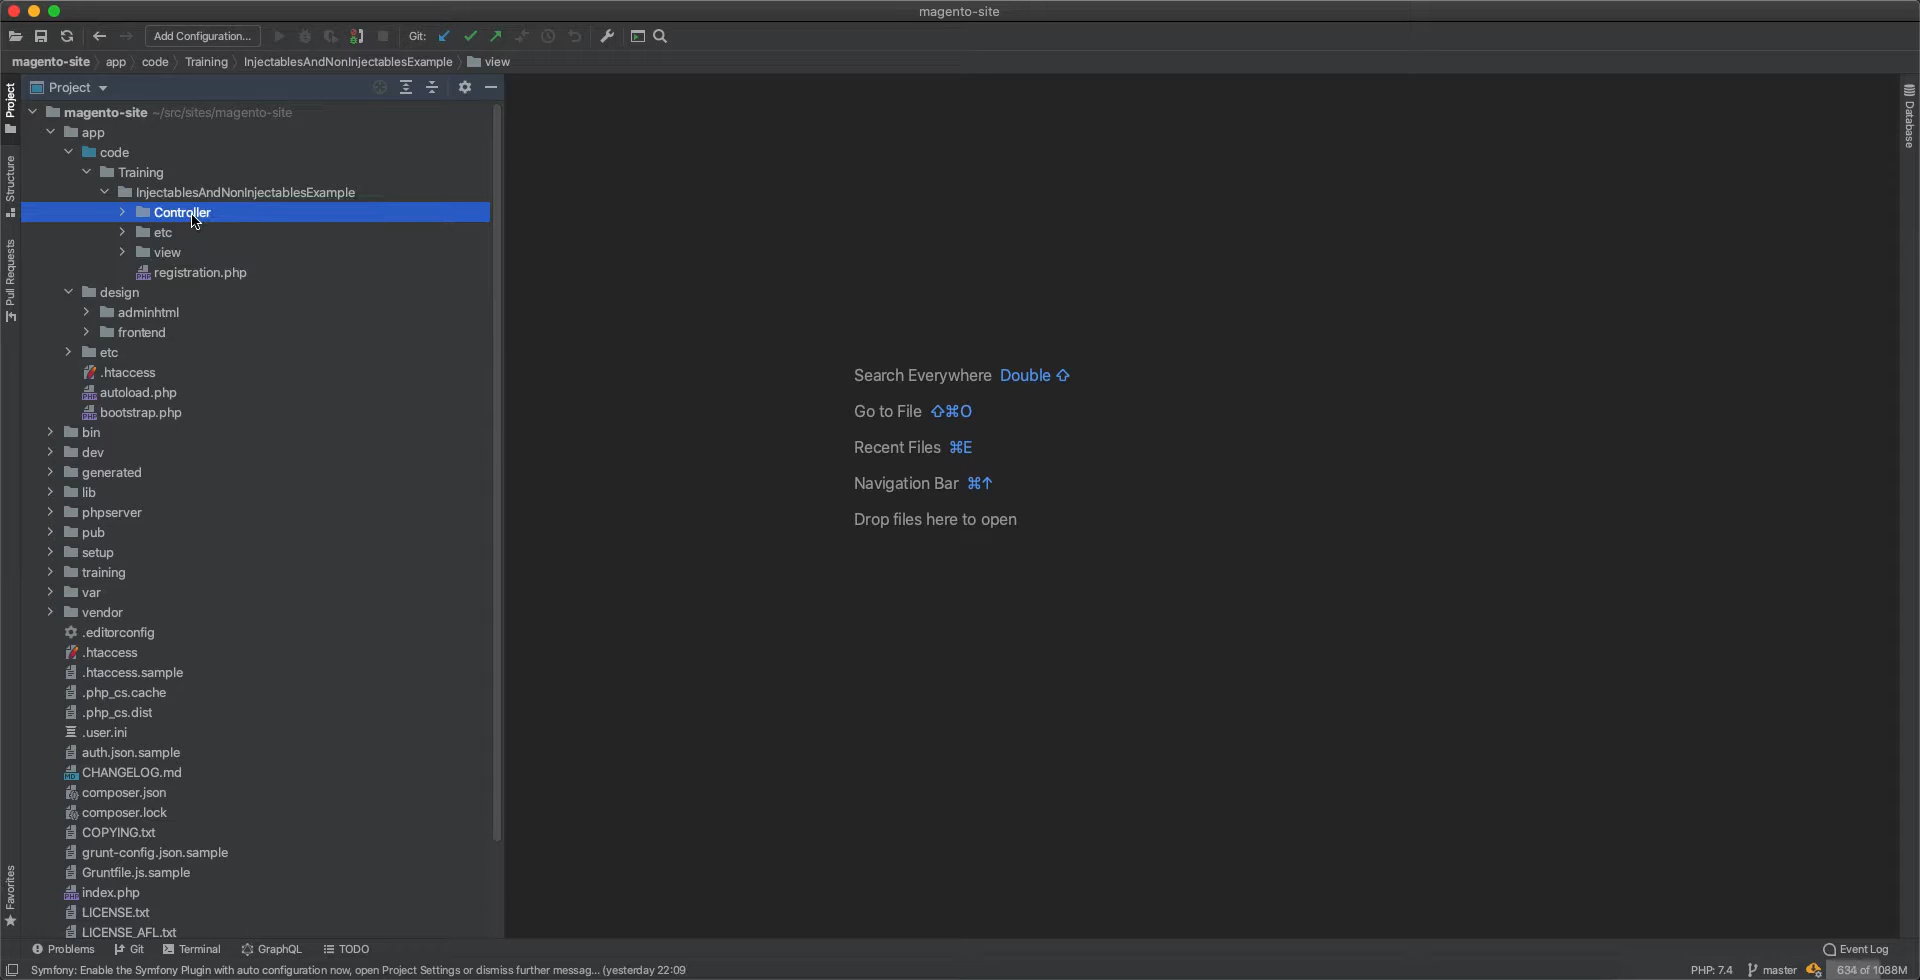 magento-site
Add Configuration...
Git:
magento-site app code Training InjectablesAndNonInjectablesExample view
Project
Structure
Pull Requests
Favorites
Project
magento-site ~/src/sites/magento-site
app
code
Training
InjectablesAndNonInjectablesExample
Controller
etc
view
registration.php
design
adminhtml
frontend
etc
.htaccess
autoload.php
bootstrap.php
bin
dev
generated
lib
phpserver
pub
setup
training
var
vendor
.editorconfig
.htaccess
.htaccess.sample
.php_cs.cache
.php_cs.dist
.user.ini
auth.json.sample
CHANGELOG.md
composer.json
composer.lock
COPYING.txt
grunt-config.json.sample
Gruntfile.js.sample
index.php
LICENSE.txt
LICENSE_AFL.txt
Search Everywhere Double ⇧
Go to File ⇧⌘O
Recent Files ⌘E
Navigation Bar ⌘↑
Drop files here to open
Database
Problems Git Terminal GraphQL TODO
Event Log
Symfony: Enable the Symfony Plugin with auto configuration now, open Project Settings or dismiss further messag... (yesterday 22:09
PHP: 7.4 master 634 of 1088M